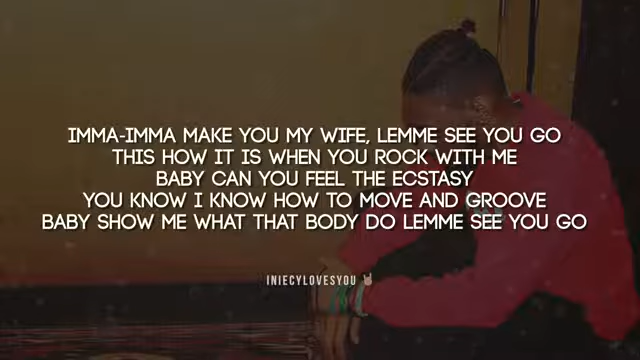 IMMA-IMMA MAKE YOU MY WIFE, LEMME SEE YOU GO
THIS HOW IT IS WHEN YOU ROCK WITH ME
BABY CAN YOU FEEL THE ECSTASY
YOU KNOW I KNOW HOW TO MOVE AND GROOVE
BABY SHOW ME WHAT THAT BODY DO LEMME SEE YOU GO
INIECYLOVESYOU 🤘